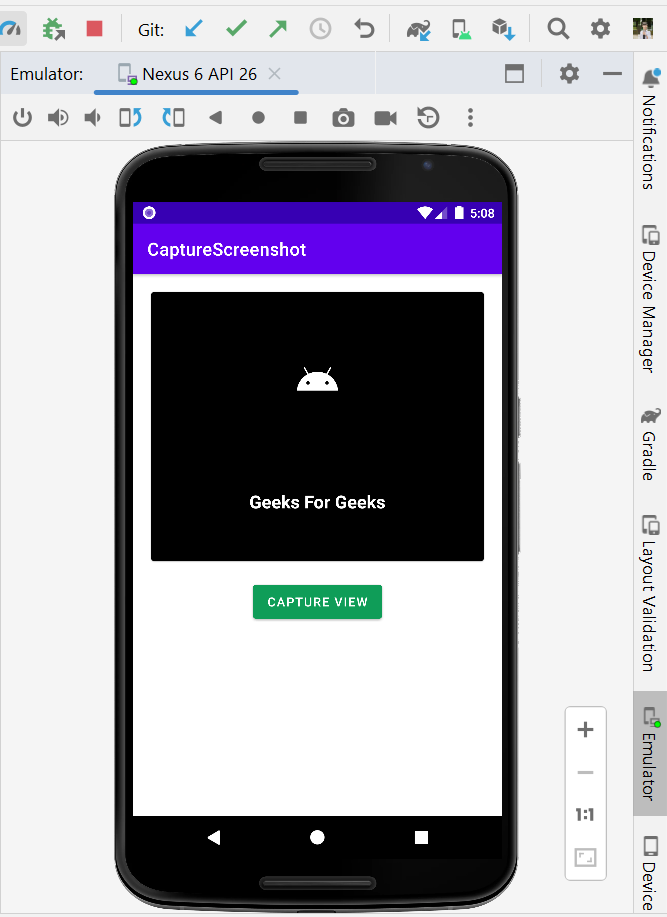 Git:
Emulator:
Nexus 6 API 26
5:08
CaptureScreenshot
Geeks For Geeks
CAPTURE VIEW
1:1
Notifications
Device Manager
Gradle
Layout Validation
Emulator
Device